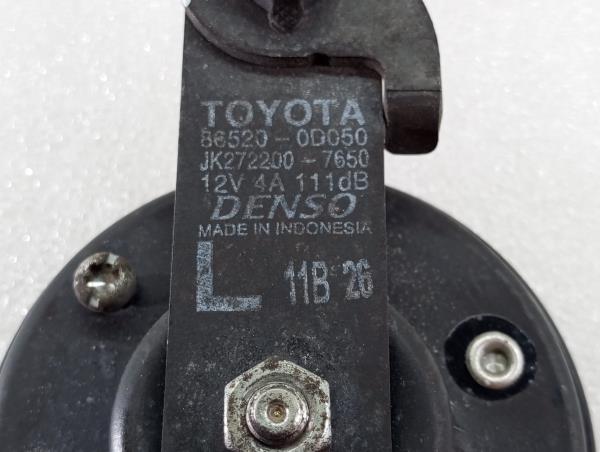 TOYOTA
86520-0D050
JK272200-7650
12V 4A 111dB
DENSO
MADE IN INDONESIA
L 11B 26